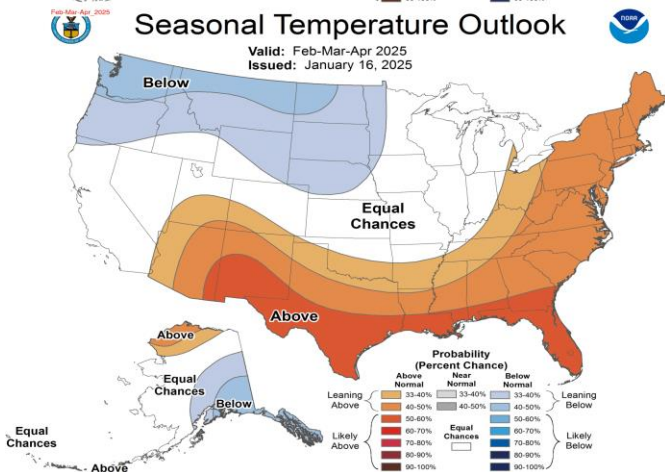 Feb-Mar-Apr 2025
Seasonal Temperature Outlook
NOAA
Valid: Feb-Mar-Apr 2025
Issued: January 16, 2025
Below
Equal
Chances
Above
Above
Equal
Chances
Below
Equal
Chances
Above
Probability
(Percent Chance)
Above
Normal
Near
Normal
Below
Normal
Leaning
Above
33-40%
33-40%
33-40%
Leaning
Below
40-50%
40-50%
40-50%
50-60%
50-60%
Likely
Above
60-70%
Equal
Chances
60-70%
Likely
Below
70-80%
70-80%
80-90%
80-90%
90-100%
90-100%